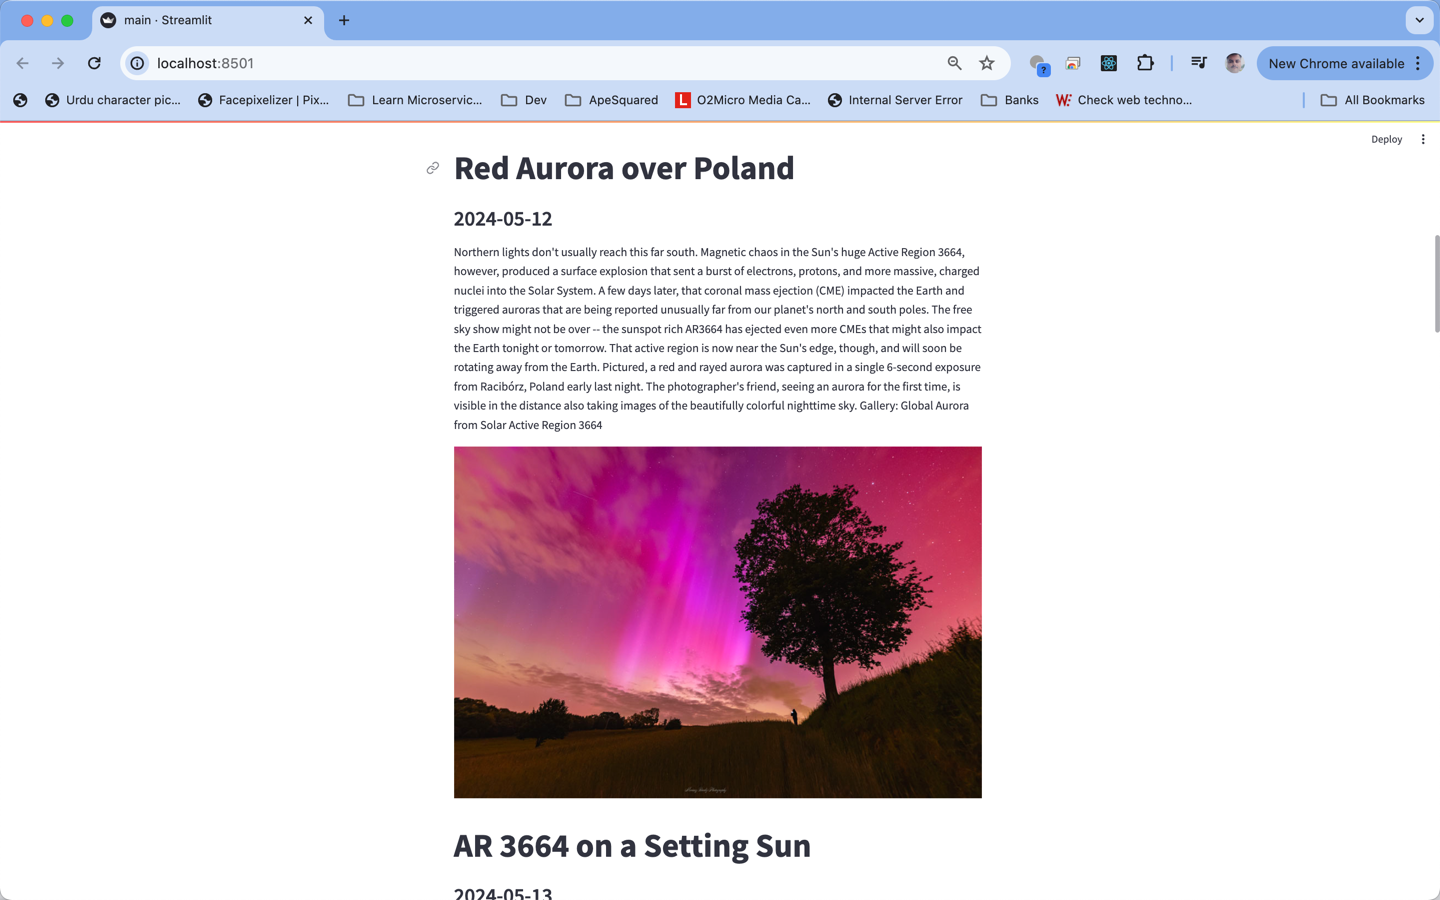 main · Streamlit
localhost:8501
?
New Chrome available
Urdu character pic...
Facepixelizer | Pix...
Learn Microservic...
Dev
ApeSquared
L
O2Micro Media Ca...
Internal Server Error
Banks
W:
Check web techno...
All Bookmarks
Deploy
Red Aurora over Poland
2024-05-12
Northern lights don't usually reach this far south. Magnetic chaos in the Sun's huge Active Region 3664,
however, produced a surface explosion that sent a burst of electrons, protons, and more massive, charged
nuclei into the Solar System. A few days later, that coronal mass ejection (CME) impacted the Earth and
triggered auroras that are being reported unusually far from our planet's north and south poles. The free
sky show might not be over -- the sunspot rich AR3664 has ejected even more CMEs that might also impact
the Earth tonight or tomorrow. That active region is now near the Sun's edge, though, and will soon be
rotating away from the Earth. Pictured, a red and rayed aurora was captured in a single 6-second exposure
from Racibórz, Poland early last night. The photographer's friend, seeing an aurora for the first time, is
visible in the distance also taking images of the beautifully colorful nighttime sky. Gallery: Global Aurora
from Solar Active Region 3664
AR 3664 on a Setting Sun
2024-05-13